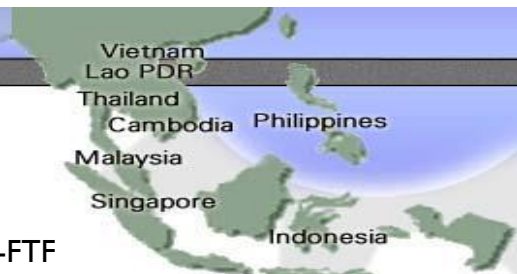 Vietnam
Lao PDR
Thailand
Cambodia Philippines
Malaysia
Singapore
Indonesia
-FTF